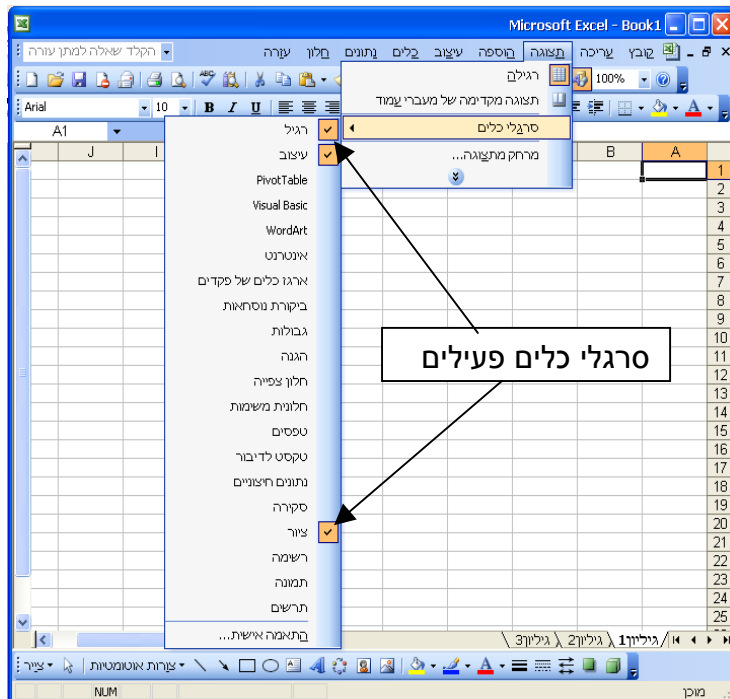 Microsoft Excel - Book1
קובץ עריכה תצוגה הוספה עיצוב כלים נתונים חלון עזרה הקלד שאלה למתן עזרה
100%
Arial 10 B I U
A1
רגילה
תצוגה מקדימה של מעברי עמוד
סרגלי כלים
מרחק מתצוגה...
רגיל
עיצוב
PivotTable
Visual Basic
WordArt
אינטרנט
ארגז כלים של פקדים
ביקורת נוסחאות
גבולות
הגנה
חלון צפייה
חלונית משימות
טפסים
טקסט לדיבור
נתונים חיצוניים
סקירה
ציור
רשימה
תמונה
תרשים
התאמה אישית...
סרגלי כלים פעילים
A B I J
1
2
3
4
5
6
7
8
9
10
11
12
13
14
15
16
17
18
19
20
21
22
23
24
25
גיליון1 גיליון2 גיליון3
צייר צורות אוטומטיות
מוכן NUM